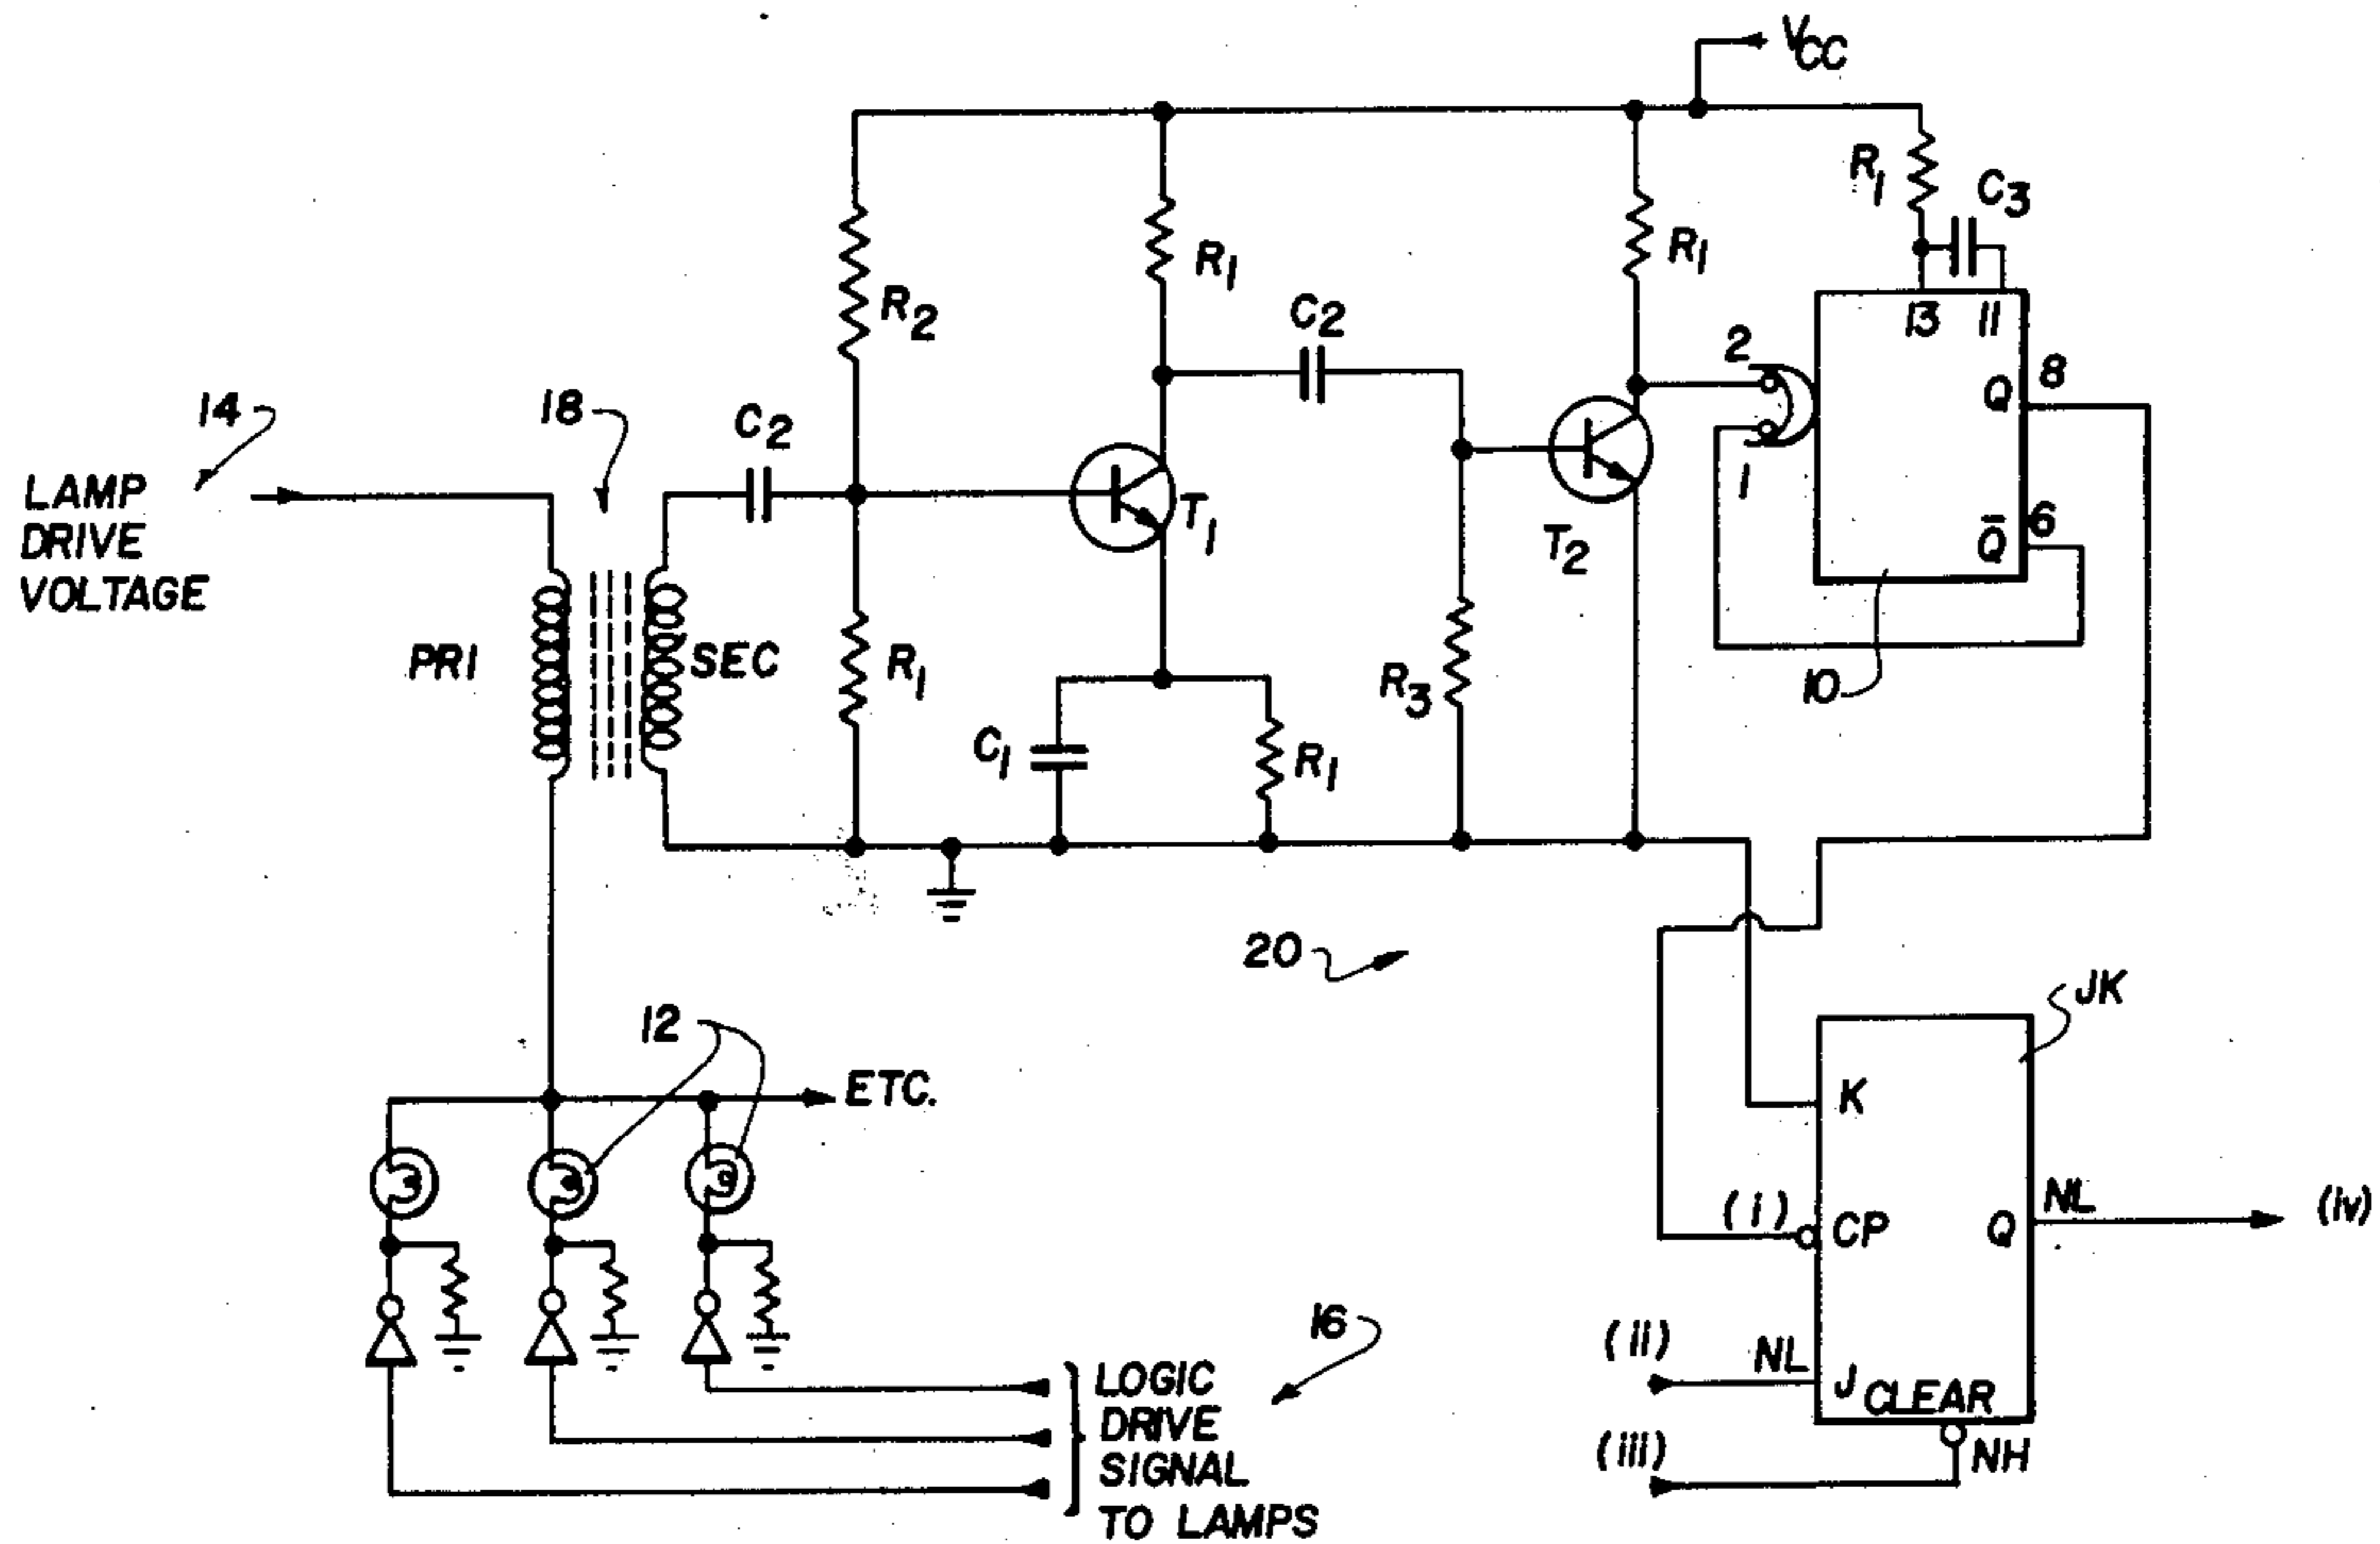 VCC
R1
C3
R2
R1
R1
C2
13
11
2
8
Q
14
18
C2
1
LAMP
DRIVE
VOLTAGE
T1
T2
6
Q̅
PRI
SEC
R1
R3
10
C1
R1
20
JK
12
ETC.
K
(i)
CP
Q
NL
(iv)
16
(ii)
NL
J
CLEAR
LOGIC
DRIVE
SIGNAL
TO LAMPS
(iii)
NH